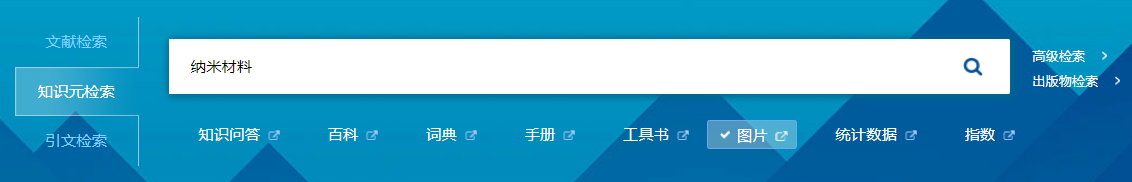 文献检索
知识元检索
引文检索
纳米材料
高级检索
出版物检索
知识问答 百科 词典 手册 工具书 图片 统计数据 指数